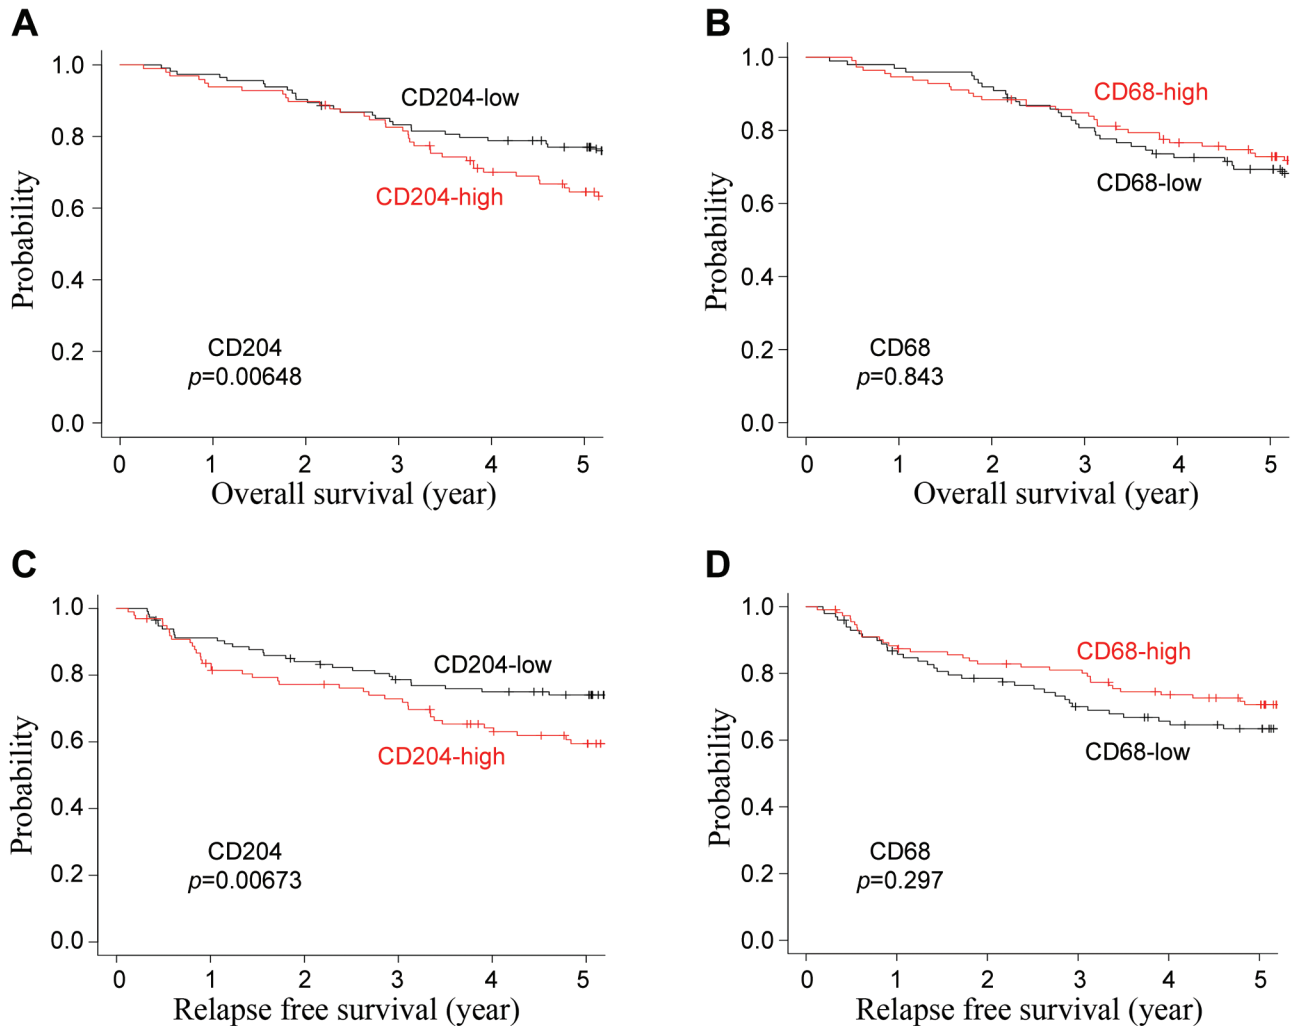 A
1.0
0.8
0.6
0.4
0.2
0.0
Probability
CD204-low
CD204-high
CD204
p=0.00648
0 1 2 3 4 5
Overall survival (year)
B
1.0
0.8
0.6
0.4
0.2
0.0
Probability
CD68-high
CD68-low
CD68
p=0.843
0 1 2 3 4 5
Overall survival (year)
C
1.0
0.8
0.6
0.4
0.2
0.0
Probability
CD204-low
CD204-high
CD204
p=0.00673
0 1 2 3 4 5
Relapse free survival (year)
D
1.0
0.8
0.6
0.4
0.2
0.0
Probability
CD68-high
CD68-low
CD68
p=0.297
0 1 2 3 4 5
Relapse free survival (year)